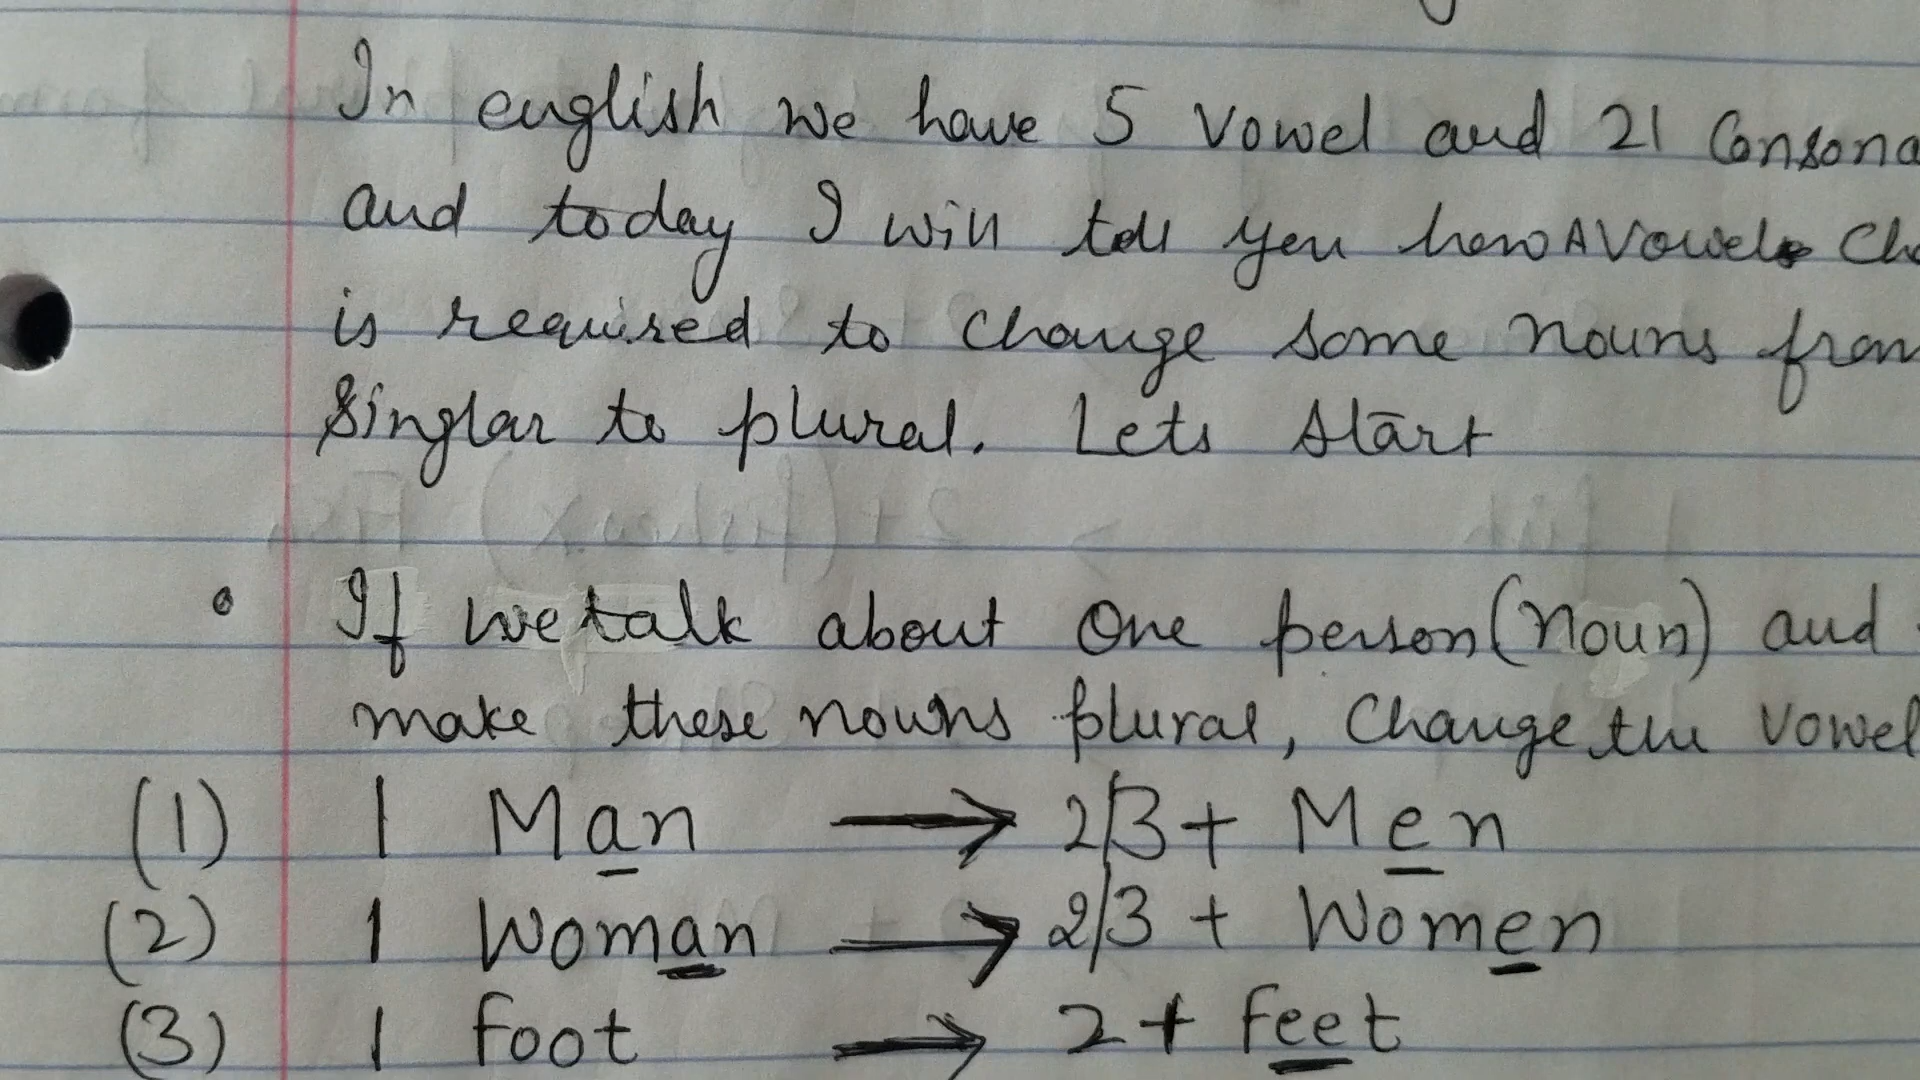 In english we have 5 Vowel and 21 Consona
and today I will tell you how A Vowel Cha
is required to change some nouns from
Singlar to plural. Lets Start
• If we talk about One person (Noun) and
make these nouns plural, Change the Vowel
(1) 1 Man → 2/3+ Men
(2) 1 Woman → 2/3 + Women
(3) 1 foot → 2 + feet